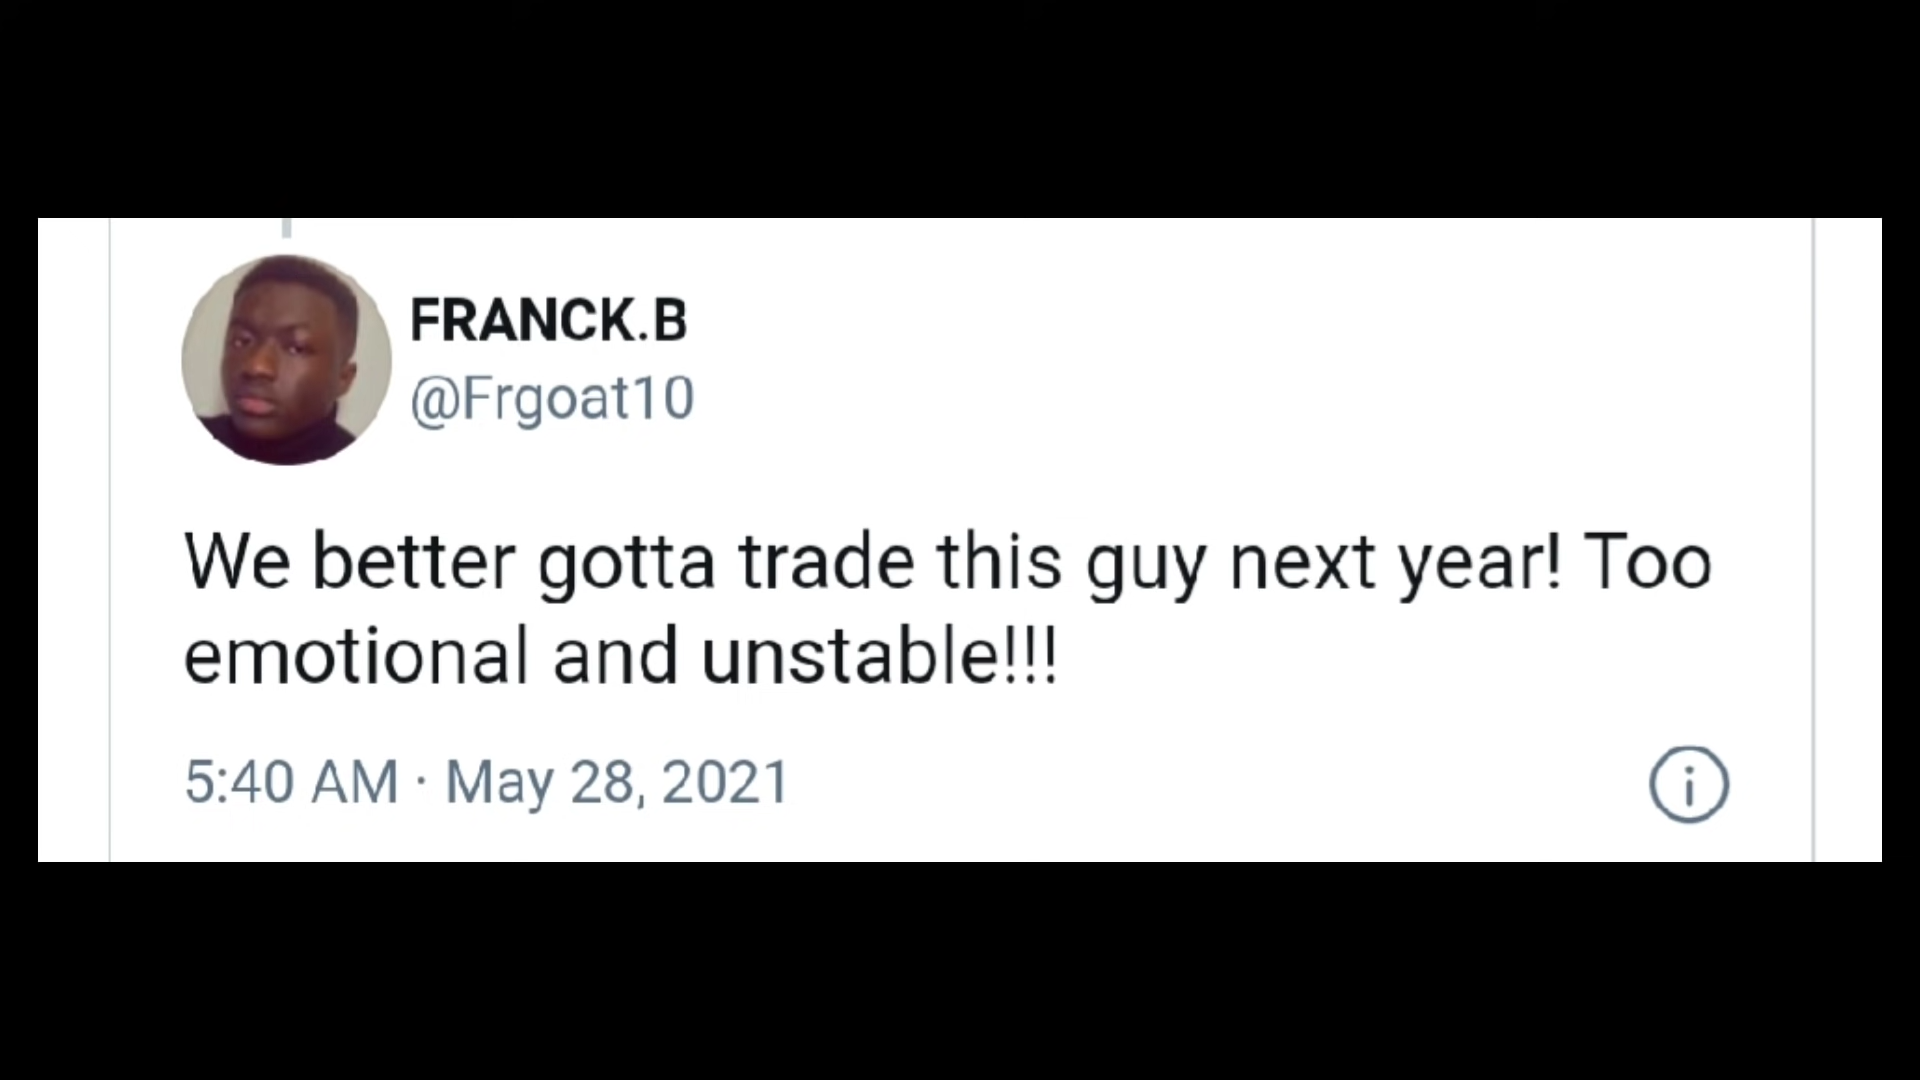 FRANCK.B
@Frgoat10
We better gotta trade this guy next year! Too
emotional and unstable!!!
5:40 AM · May 28, 2021